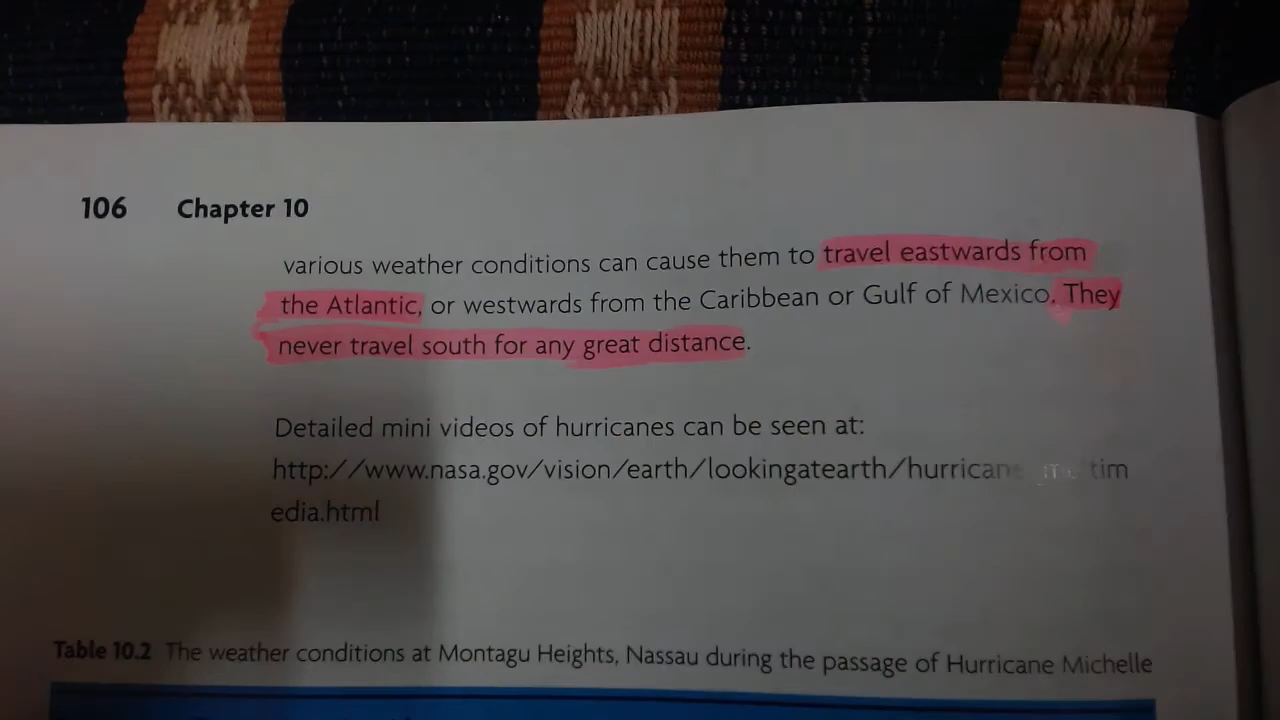 106 Chapter 10
various weather conditions can cause them to travel eastwards from
the Atlantic, or westwards from the Caribbean or Gulf of Mexico. They
never travel south for any great distance.
Detailed mini videos of hurricanes can be seen at:
http://www.nasa.gov/vision/earth/lookingatearth/hurrican tim
edia.html
Table 10.2 The weather conditions at Montagu Heights, Nassau during the passage of Hurricane Michelle